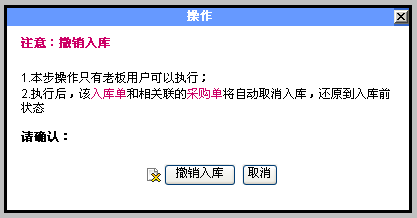 操作
注意：撤销入库
1.本步操作只有老板用户可以执行；
2.执行后，该入库单和相关联的采购单将自动取消入库，还原到入库前
状态
请确认：
撤销入库 取消